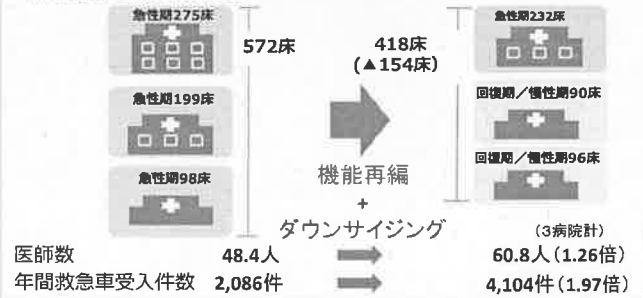 急性期275床
572床
急性期199床
急性期98床
418床
(▲154床)
急性期232床
回復期／慢性期90床
回復期／慢性期96床
機能再編
+
ダウンサイジング
(3病院計)
医師数 48.4人 60.8人(1.26倍)
年間救急車受入件数 2,086件 4,104件(1.97倍)